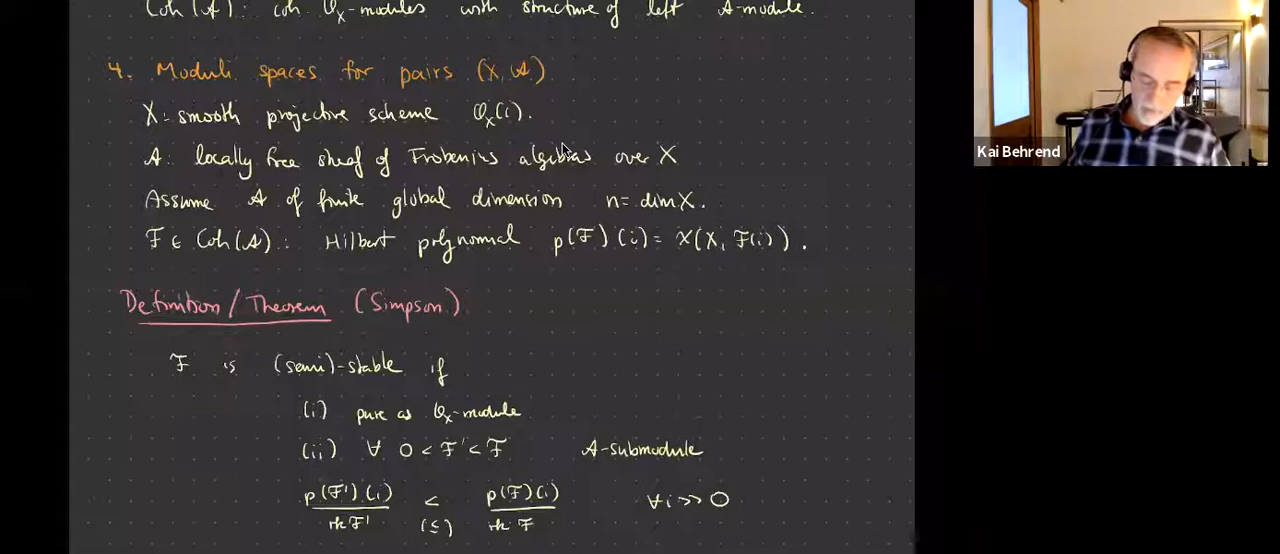 Coh(A): coh O_X-modules with structure of left A-module.
4. Moduli spaces for pairs (X, A)
X: smooth projective scheme O_X(i).
A: locally free sheaf of Frobenius algebras over X
Assume A of finite global dimension n = dim X.
F ∈ Coh(A): Hilbert polynomial p(F)(i) = χ(X, F(i)).
Definition/Theorem (Simpson)
F is (semi)-stable if
(i) pure as O_X-module
(ii) ∀ 0 < F' < F A-submodule
p(F')(i) / rk F' < (≤) p(F)(i) / rk F ∀ i >> 0
Kai Behrend